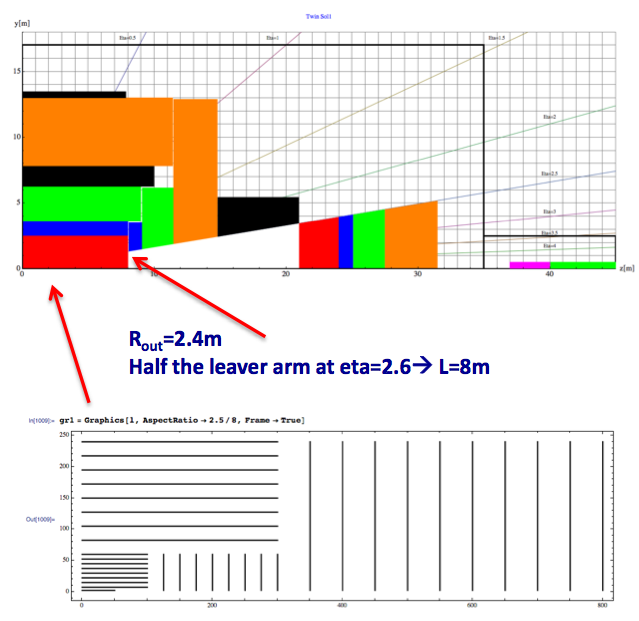 Twin Sol1
y[m]
Eta=0.5
Eta=1
Eta=1.5
15
Eta=2
10
Eta=2.5
5
Eta=3
Eta=3.5
Eta=4
0
0
10
20
30
40
z[m]
Rout=2.4m
Half the leaver arm at eta=2.6→ L=8m
In[1009]:= gr1 = Graphics[l, AspectRatio → 2.5 / 8, Frame → True]
250
200
150
Out[1009]=
100
50
0
0
200
400
600
800